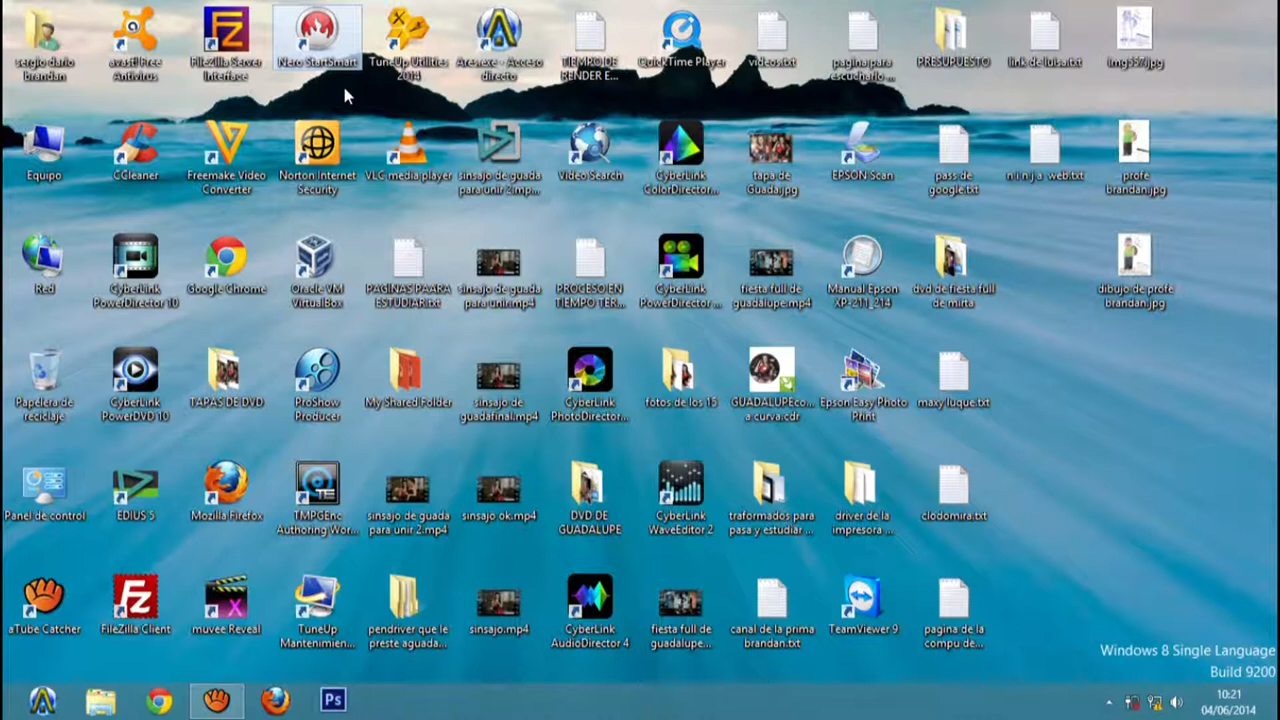 sergio dario
brandan
avast! Free
Antivirus
FileZilla Server
Interface
Nero StartSmart
TuneUp Utilities
2014
Ares.exe - Acceso
directo
TIEMPO DE
RENDER E...
QuickTime Player
videos.txt
pagina para
escucharlo ...
PRESUPUESTO
link de luisa.txt
img557.jpg
Equipo
CCleaner
Freemake Video
Converter
Norton Internet
Security
VLC media player
sinsajo de guada
para unir 2.mp...
Video Search
CyberLink
ColorDirector...
tapa de
Guada.jpg
EPSON Scan
pass de
google.txt
n i n j a web.txt
profe
brandan.jpg
Red
CyberLink
PowerDirector 10
Google Chrome
Oracle VM
VirtualBox
PAGINAS PAARA
ESTUDIAR.txt
sinsajo de guada
para unir.mp4
PROCESO EN
TIEMPO TER...
CyberLink
PowerDirector ...
fiesta full de
guadalupe.mp4
Manual Epson
XP-211_214
dvd de fiesta full
de mirta
dibujo de profe
brandan.jpg
Papelera de
reciclaje
CyberLink
PowerDVD 10
TAPAS DE DVD
ProShow
Producer
My Shared Folder
sinsajo de
guadafinal.mp4
CyberLink
PhotoDirector...
fotos de los 15
GUADALUPEco...
a curva.cdr
Epson Easy Photo
Print
maxy luque.txt
Panel de control
EDIUS 5
Mozilla Firefox
TMPGEnc
Authoring Wor...
sinsajo de guada
para unir 2.mp4
sinsajo ok.mp4
DVD DE
GUADALUPE
CyberLink
WaveEditor 2
traformados para
pasa y estudiar ...
driver de la
impresora ...
clodomira.txt
aTube Catcher
FileZilla Client
muvee Reveal
TuneUp
Mantenimien...
pendriver que le
preste aguada...
sinsajo.mp4
CyberLink
AudioDirector 4
fiesta full de
guadalupe...
canal de la prima
brandan.txt
TeamViewer 9
pagina de la
compu de...
Windows 8 Single Language
Build 9200
Ps
10:21
04/06/2014